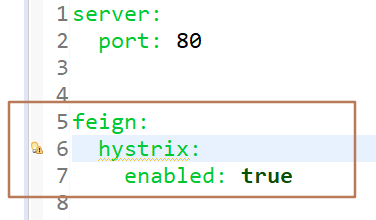 1 server:
2   port: 80
3
4
5 feign:
6   hystrix:
7     enabled: true
8